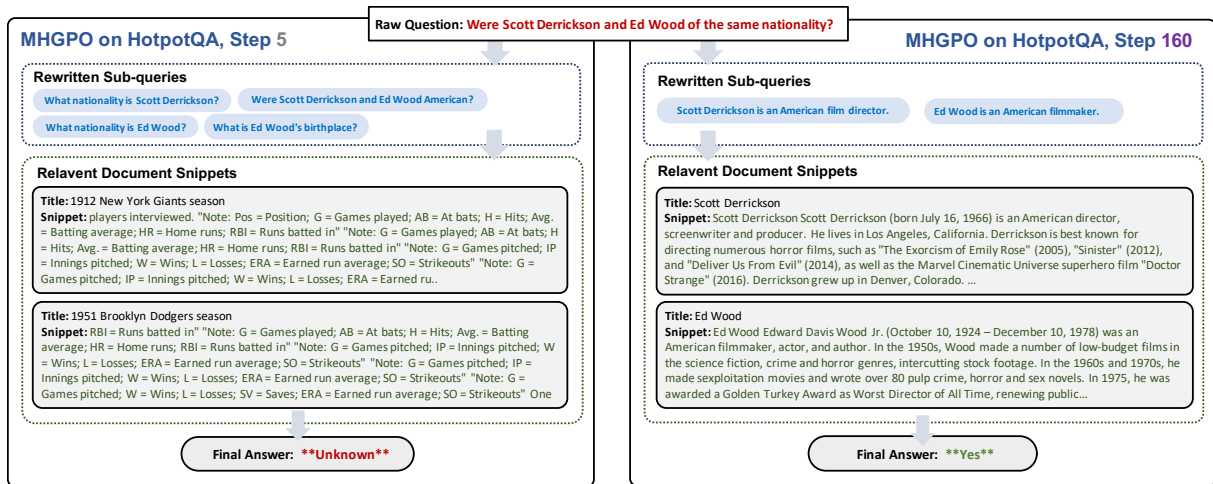 Raw Question: Were Scott Derrickson and Ed Wood of the same nationality?
MHGPO on HotpotQA, Step 5
Rewritten Sub-queries
What nationality is Scott Derrickson?
Were Scott Derrickson and Ed Wood American?
What nationality is Ed Wood?
What is Ed Wood's birthplace?
Relavent Document Snippets
Title: 1912 New York Giants season
Snippet: players interviewed. "Note: Pos = Position; G = Games played; AB = At bats; H = Hits; Avg.
= Batting average; HR = Home runs; RBI = Runs batted in" "Note: G = Games played; AB = At bats; H
= Hits; Avg. = Batting average; HR = Home runs; RBI = Runs batted in" "Note: G = Games pitched; IP
= Innings pitched; W = Wins; L = Losses; ERA = Earned run average; SO = Strikeouts" "Note: G =
Games pitched; IP = Innings pitched; W = Wins; L = Losses; ERA = Earned ru..
Title: 1951 Brooklyn Dodgers season
Snippet: RBI = Runs batted in" "Note: G = Games played; AB = At bats; H = Hits; Avg. = Batting
average; HR = Home runs; RBI = Runs batted in" "Note: G = Games pitched; IP = Innings pitched; W
= Wins; L = Losses; ERA = Earned run average; SO = Strikeouts" "Note: G = Games pitched; IP =
Innings pitched; W = Wins; L = Losses; ERA = Earned run average; SO = Strikeouts" "Note: G =
Games pitched; W = Wins; L = Losses; SV = Saves; ERA = Earned run average; SO = Strikeouts" One
Final Answer: **Unknown**
MHGPO on HotpotQA, Step 160
Rewritten Sub-queries
Scott Derrickson is an American film director.
Ed Wood is an American filmmaker.
Relavent Document Snippets
Title: Scott Derrickson
Snippet: Scott Derrickson Scott Derrickson (born July 16, 1966) is an American director,
screenwriter and producer. He lives in Los Angeles, California. Derrickson is best known for
directing numerous horror films, such as "The Exorcism of Emily Rose" (2005), "Sinister" (2012),
and "Deliver Us From Evil" (2014), as well as the Marvel Cinematic Universe superhero film "Doctor
Strange" (2016). Derrickson grew up in Denver, Colorado. ...
Title: Ed Wood
Snippet: Ed Wood Edward Davis Wood Jr. (October 10, 1924 – December 10, 1978) was an
American filmmaker, actor, and author. In the 1950s, Wood made a number of low-budget films in
the science fiction, crime and horror genres, intercutting stock footage. In the 1960s and 1970s, he
made sexploitation movies and wrote over 80 pulp crime, horror and sex novels. In 1975, he was
awarded a Golden Turkey Award as Worst Director of All Time, renewing public...
Final Answer: **Yes**